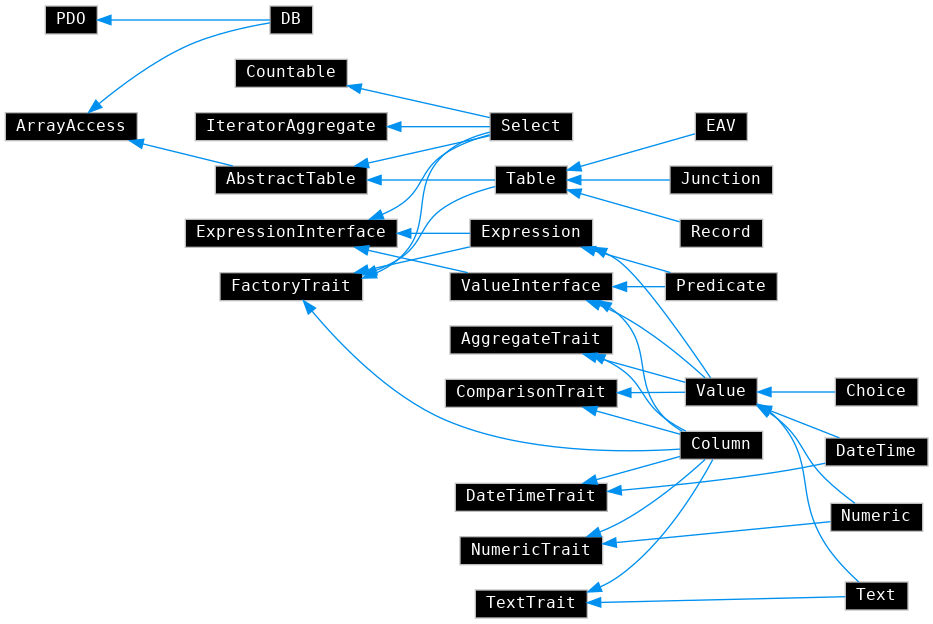 PDO
DB
Countable
ArrayAccess
IteratorAggregate
Select
EAV
AbstractTable
Table
Junction
ExpressionInterface
Expression
Record
FactoryTrait
ValueInterface
Predicate
AggregateTrait
ComparisonTrait
Value
Choice
Column
DateTime
DateTimeTrait
Numeric
NumericTrait
Text
TextTrait